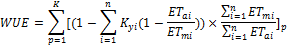 $WUE = \sum_{p=1}^{K} [(1 - \sum_{i=1}^{n} K_{yi}(1 - \frac{ET_{ai}}{ET_{mi}})) \times \frac{\sum_{i=1}^{n} ET_{mi}}{\sum_{i=1}^{n} ET_{ai}}]_p$